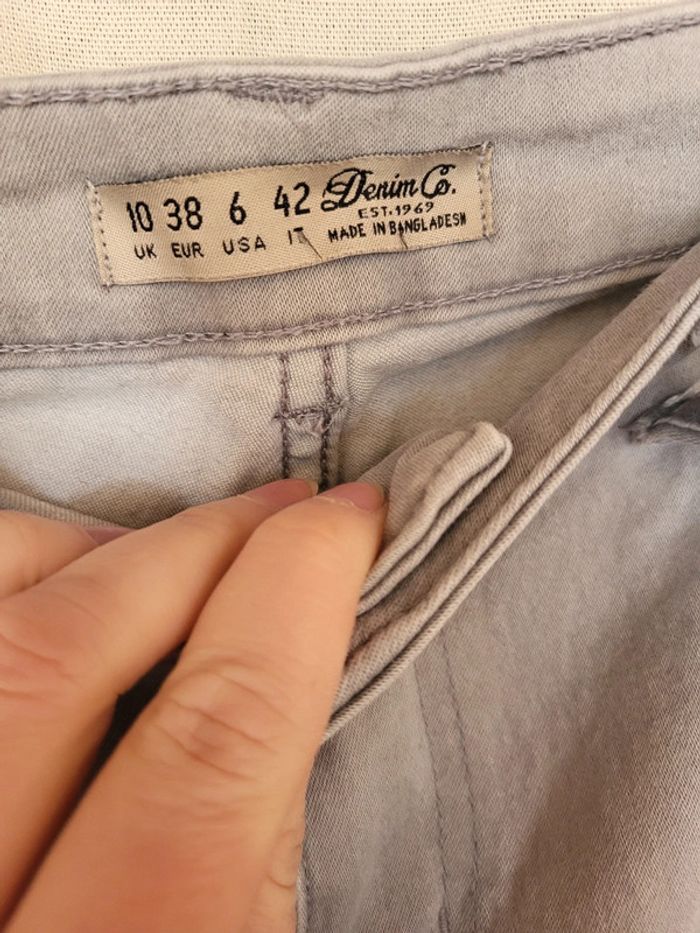 10 38 6 42 Denim Co.
UK EUR USA IT EST. 1969
MADE IN BANGLADESH